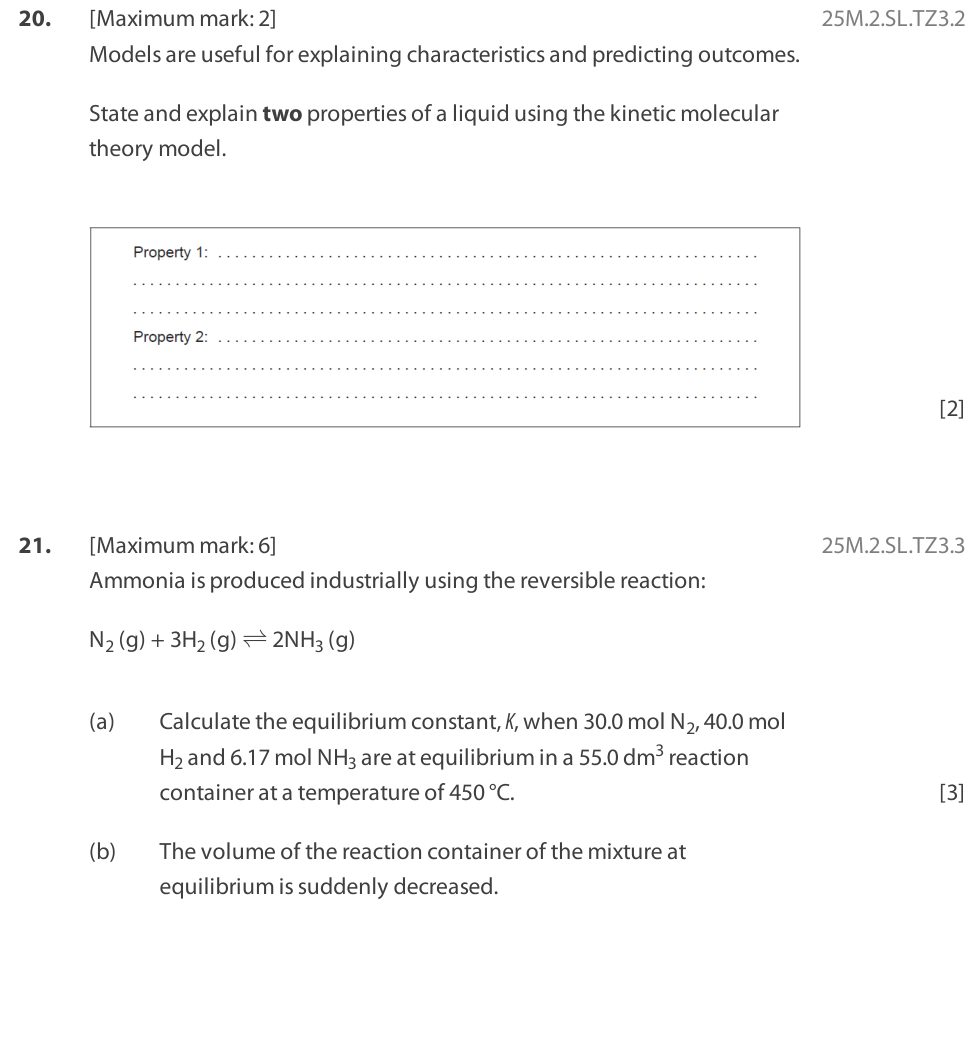 20. [Maximum mark: 2] 25M.2.SL.TZ3.2
Models are useful for explaining characteristics and predicting outcomes.
State and explain two properties of a liquid using the kinetic molecular
theory model.
Property 1: ..............................................................
..............................................................
..............................................................
Property 2: ..............................................................
..............................................................
..............................................................
[2]
21. [Maximum mark: 6] 25M.2.SL.TZ3.3
Ammonia is produced industrially using the reversible reaction:
N₂ (g) + 3H₂ (g) ⇌ 2NH₃ (g)
(a) Calculate the equilibrium constant, K, when 30.0 mol N₂, 40.0 mol
H₂ and 6.17 mol NH₃ are at equilibrium in a 55.0 dm³ reaction
container at a temperature of 450 °C. [3]
(b) The volume of the reaction container of the mixture at
equilibrium is suddenly decreased.